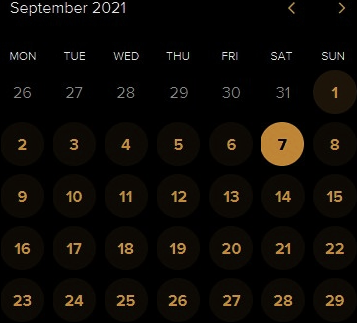 September 2021
MON TUE WED THU FRI SAT SUN
26 27 28 29 30 31 1
2 3 4 5 6 7 8
9 10 11 12 13 14 15
16 17 18 19 20 21 22
23 24 25 26 27 28 29